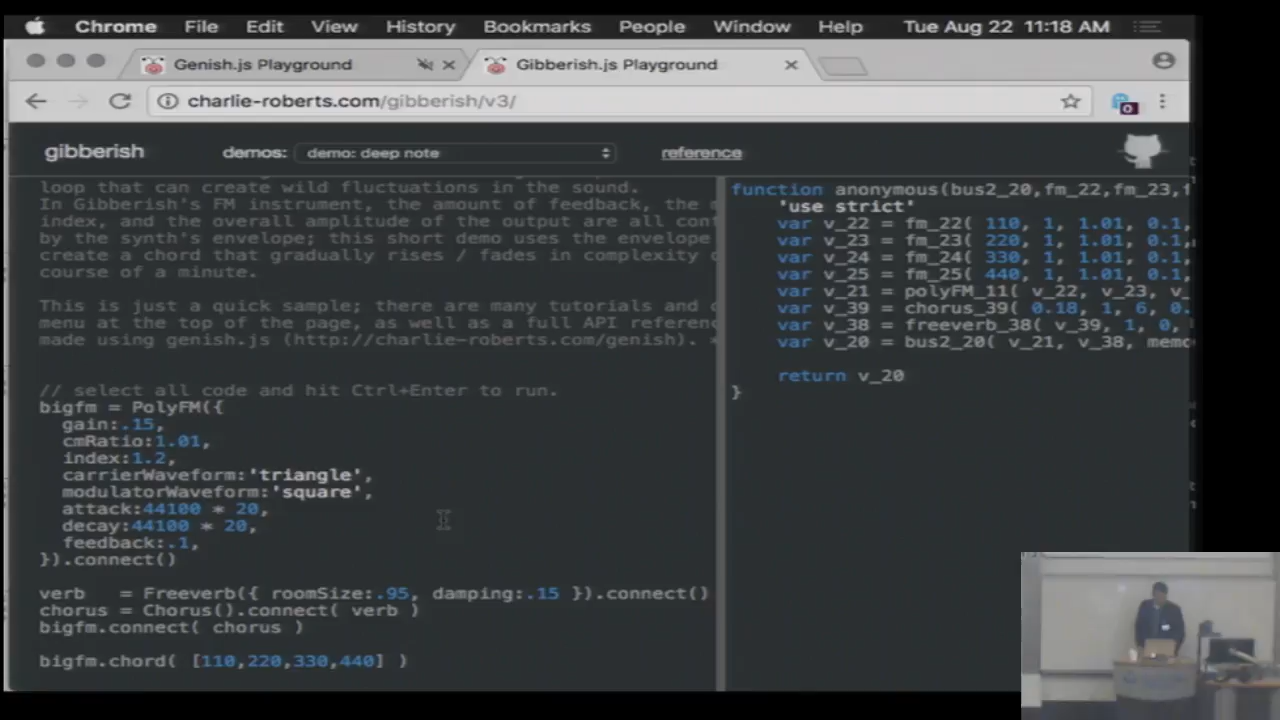 Chrome File Edit View History Bookmarks People Window Help Tue Aug 22 11:18 AM
Genish.js Playground
Gibberish.js Playground
charlie-roberts.com/gibberish/v3/
gibberish demos: demo: deep note reference
loop that can create wild fluctuations in the sound.
In Gibberish's FM instrument, the amount of feedback, the
index, and the overall amplitude of the output are all
by the synth's envelope; this short demo uses the envelope
create a chord that gradually rises / fades in complexity
course of a minute.
This is just a quick sample; there are many tutorials and
menu at the top of the page, as well as a full API
made using genish.js (http://charlie-roberts.com/genish).
// select all code and hit Ctrl+Enter to run.
bigfm = PolyFM({
gain:.15,
cmRatio:1.01,
index:1.2,
carrierWaveform:'triangle',
modulatorWaveform:'square',
attack:44100 * 20,
decay:44100 * 20,
feedback:.1,
}).connect()
verb = Freeverb({ roomSize:.95, damping:.15 }).connect()
chorus = Chorus().connect( verb )
bigfm.connect( chorus )
bigfm.chord( [110,220,330,440] )
function anonymous(bus2_20,fm_22,fm_23,f
'use strict'
var v_22 = fm_22( 110, 1, 1.01, 0.1,
var v_23 = fm_23( 220, 1, 1.01, 0.1,
var v_24 = fm_24( 330, 1, 1.01, 0.1,
var v_25 = fm_25( 440, 1, 1.01, 0.1,
var v_21 = polyFM_11( v_22, v_23, v_
var v_39 = chorus_39( 0.18, 1, 6, 0.
var v_38 = freeverb_38( v_39, 1, 0,
var v_20 = bus2_20( v_21, v_38, memo
return v_20
}